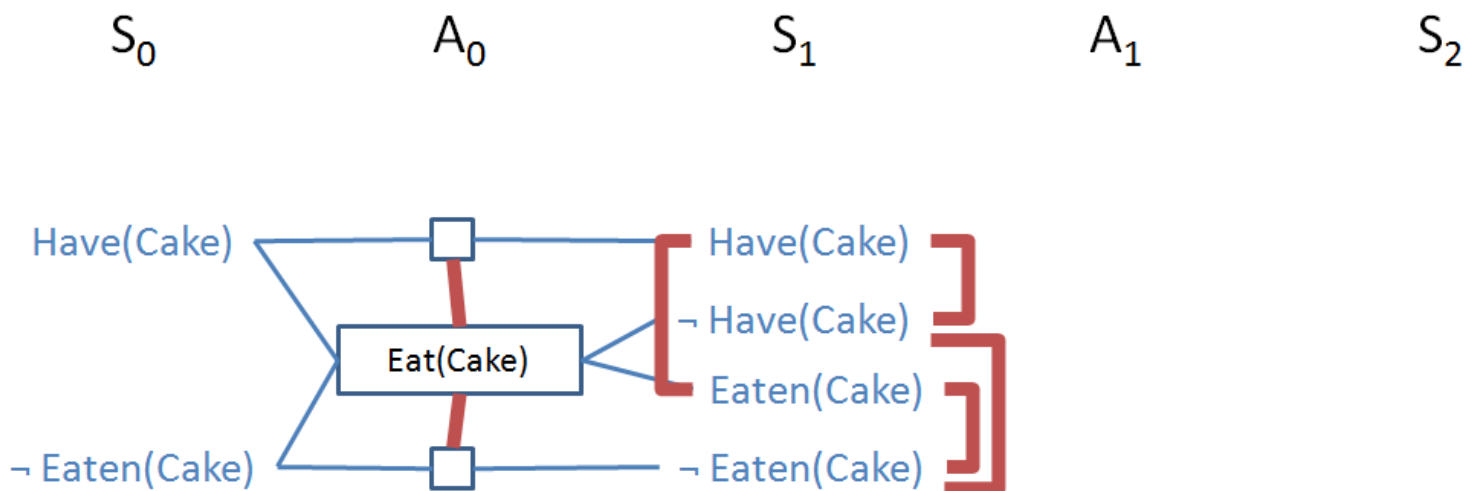 S₀ A₀ S₁ A₁ S₂
Have(Cake) Have(Cake)
¬ Have(Cake)
Eat(Cake)
Eaten(Cake)
¬ Eaten(Cake) ¬ Eaten(Cake)